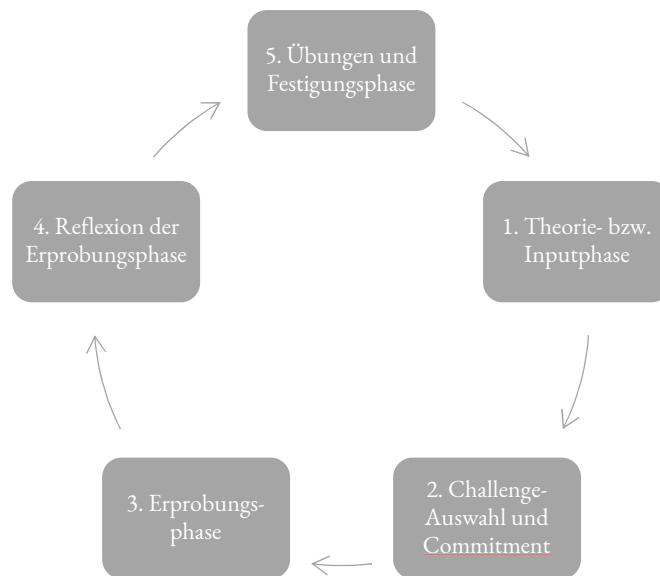 5. Übungen und
Festigungsphase
4. Reflexion der
Erprobungsphase
1. Theorie- bzw.
Inputphase
3. Erprobungs-
phase
2. Challenge-
Auswahl und
Commitment